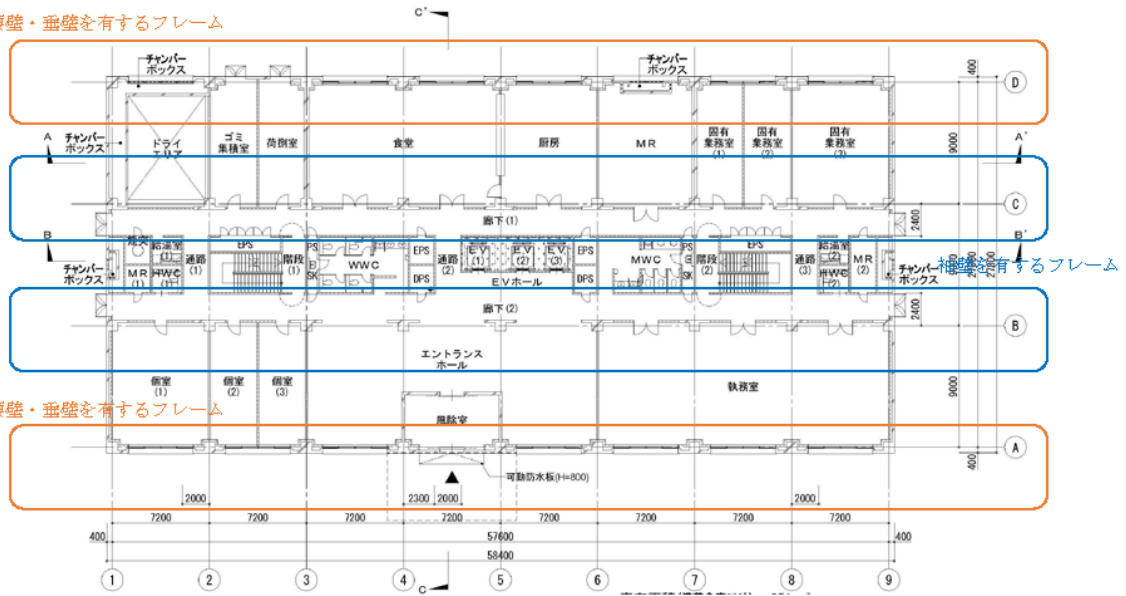 C'
壁・垂壁を有するフレーム
チャンバー
ボックス
チャンバー
ボックス
400
D
A
チャンバー
ボックス
ドライ
エリア
ゴミ
集積室
荷捌室
食堂
厨房
MR
固有
業務室
(1)
固有
業務室
(2)
固有
業務室
(3)
A'
9000
C
廊下(1)
2400
B
B'
MR
(1)
給湯室
(1)
HWC
(1)
通路
(1)
EPS
階段
(1)
PS
SK
WWC
EPS
DPS
通路
(2)
EV
(1)
EV
(2)
EV
(3)
EVホール
EPS
DPS
MWC
PS
SK
階段
(2)
EPS
通路
(3)
給湯室
(2)
HWC
(2)
MR
(2)
チャンバー
ボックス
チャンバー
ボックス
袖壁を有するフレーム
27800
廊下(2)
2400
B
エントランス
ホール
個室
(1)
個室
(2)
個室
(3)
執務室
9000
壁・垂壁を有するフレーム
風除室
A
400
可動防水板(H=800)
2000
2300
2000
2000
7200
7200
7200
7200
7200
7200
7200
7200
400
57600
400
58400
1
2
3
4
5
6
7
8
9
C